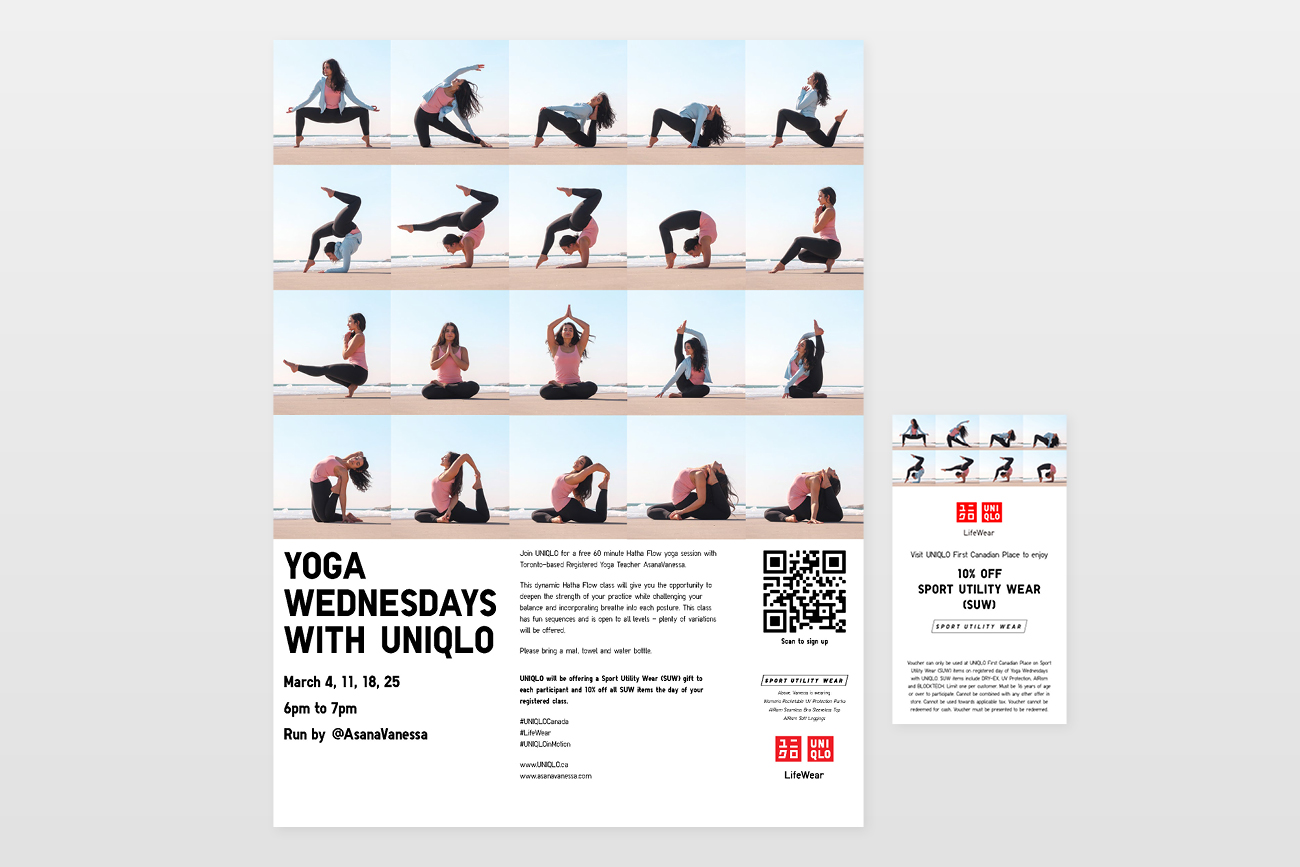 YOGA
WEDNESDAYS
WITH UNIQLO
March 4, 11, 18, 25
6pm to 7pm
Run by @AsanaVanessa
Join UNIQLO for a free 60 minute Hatha Flow yoga session with
Toronto-based Registered Yoga Teacher AsanaVanessa.
This dynamic Hatha Flow class will give you the opportunity to
deepen the strength of your practice while challenging your
balance and incorporating breathe into each posture. This class
has fun sequences and is open to all levels - plenty of variations
will be offered.
Please bring a mat, towel and water bottle.
UNIQLO will be offering a Sport Utility Wear (SUW) gift to
each participant and 10% off all SUW items the day of your
registered class.
#UNIQLOCanada
#LifeWear
#UNIQLOinMotion
www.UNIQLO.ca
www.asanavanessa.com
Scan to sign up
SPORT UTILITY WEAR
Above, Vanessa is wearing
Women's Pocketable UV Protection Parka
AIRism Seamless Bra Sleeveless Top
AIRism Soft Leggings
ユニ UNI
クロ QLO
LifeWear
ユニ UNI
クロ QLO
LifeWear
Visit UNIQLO First Canadian Place to enjoy
10% OFF
SPORT UTILITY WEAR
(SUW)
SPORT UTILITY WEAR
Voucher can only be used at UNIQLO First Canadian Place on Sport
Utility Wear (SUW) items on registered day of Yoga Wednesdays
with UNIQLO. SUW items include DRY-EX, UV Protection, AIRism
and BLOCKTECH. Limit one per customer. Must be 16 years of age
or over to participate. Cannot be combined with any other offer in
store. Cannot be used towards applicable tax. Voucher cannot be
redeemed for cash. Voucher must be presented to be redeemed.